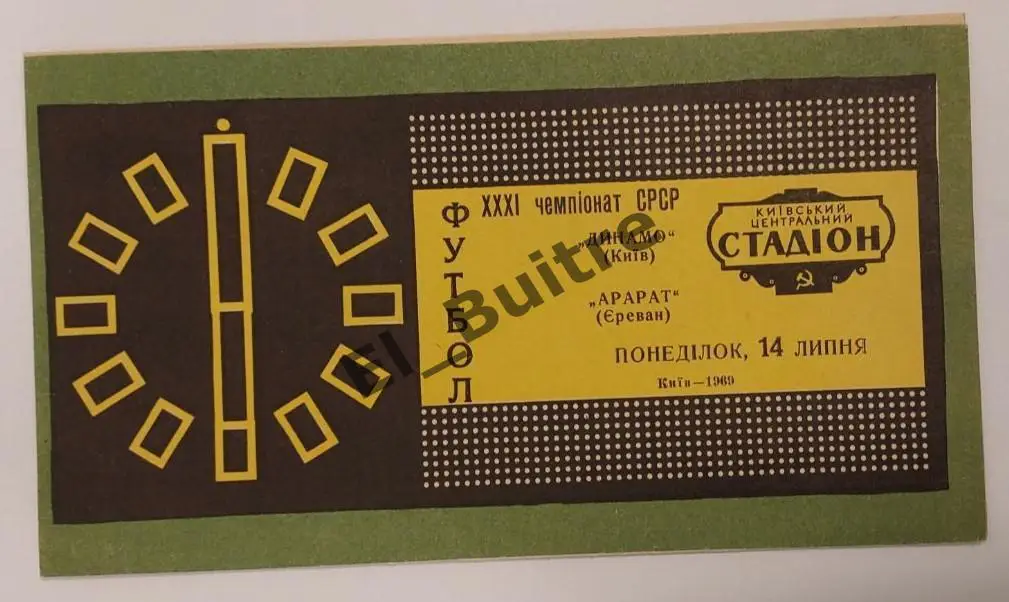 ФУТБОЛ
XXXI чемпіонат СРСР
„ДИНАМО“
(Київ)
„АРАРАТ“
(Єреван)
ПОНЕДІЛОК, 14 ЛИПНЯ
Київ—1969
КИЇВСЬКИЙ
ЦЕНТРАЛЬНИЙ
СТАДІОН
El_Buitre